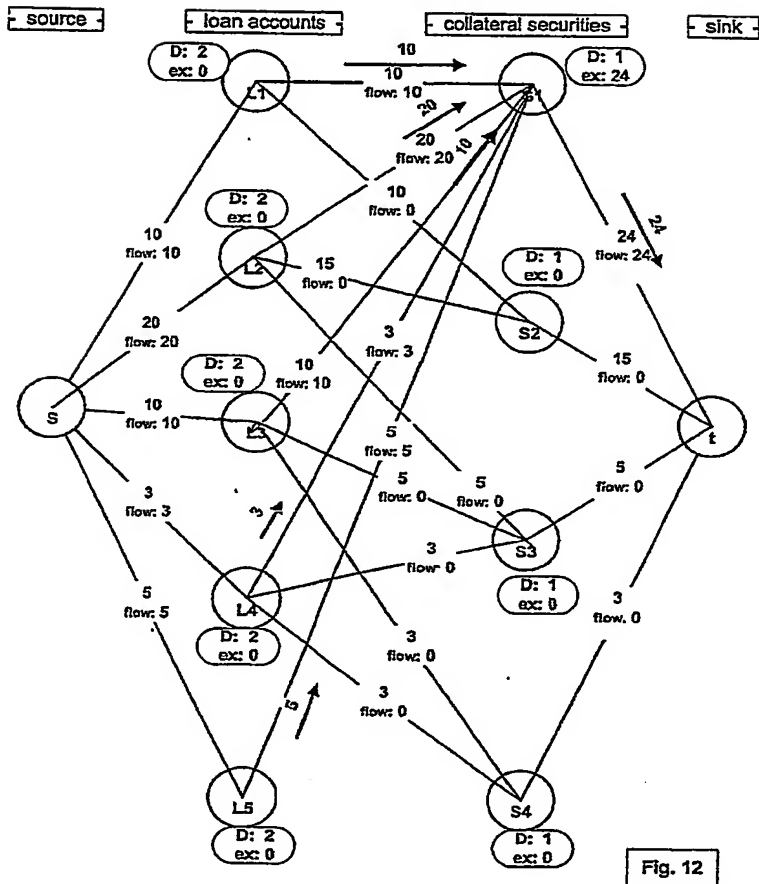 source
loan accounts
collateral securities
sink
D: 2
ex: 0
L1
10
10
flow: 10
D: 1
ex: 24
S1
20
20
flow: 20
10
D: 2
ex: 0
L2
10
flow: 0
24
24
flow: 24
10
flow: 10
15
flow: 0
D: 1
ex: 0
S2
20
flow: 20
3
flow: 3
15
flow: 0
D: 2
ex: 0
L3
10
flow: 10
S
10
flow: 10
t
5
flow: 5
5
flow: 0
5
flow: 0
5
flow: 0
3
flow: 3
3
S3
3
flow: 0
D: 1
ex: 0
L4
D: 2
ex: 0
5
flow: 5
3
flow: 0
3
flow: 0
3
flow: 0
5
L5
D: 2
ex: 0
S4
D: 1
ex: 0
Fig. 12